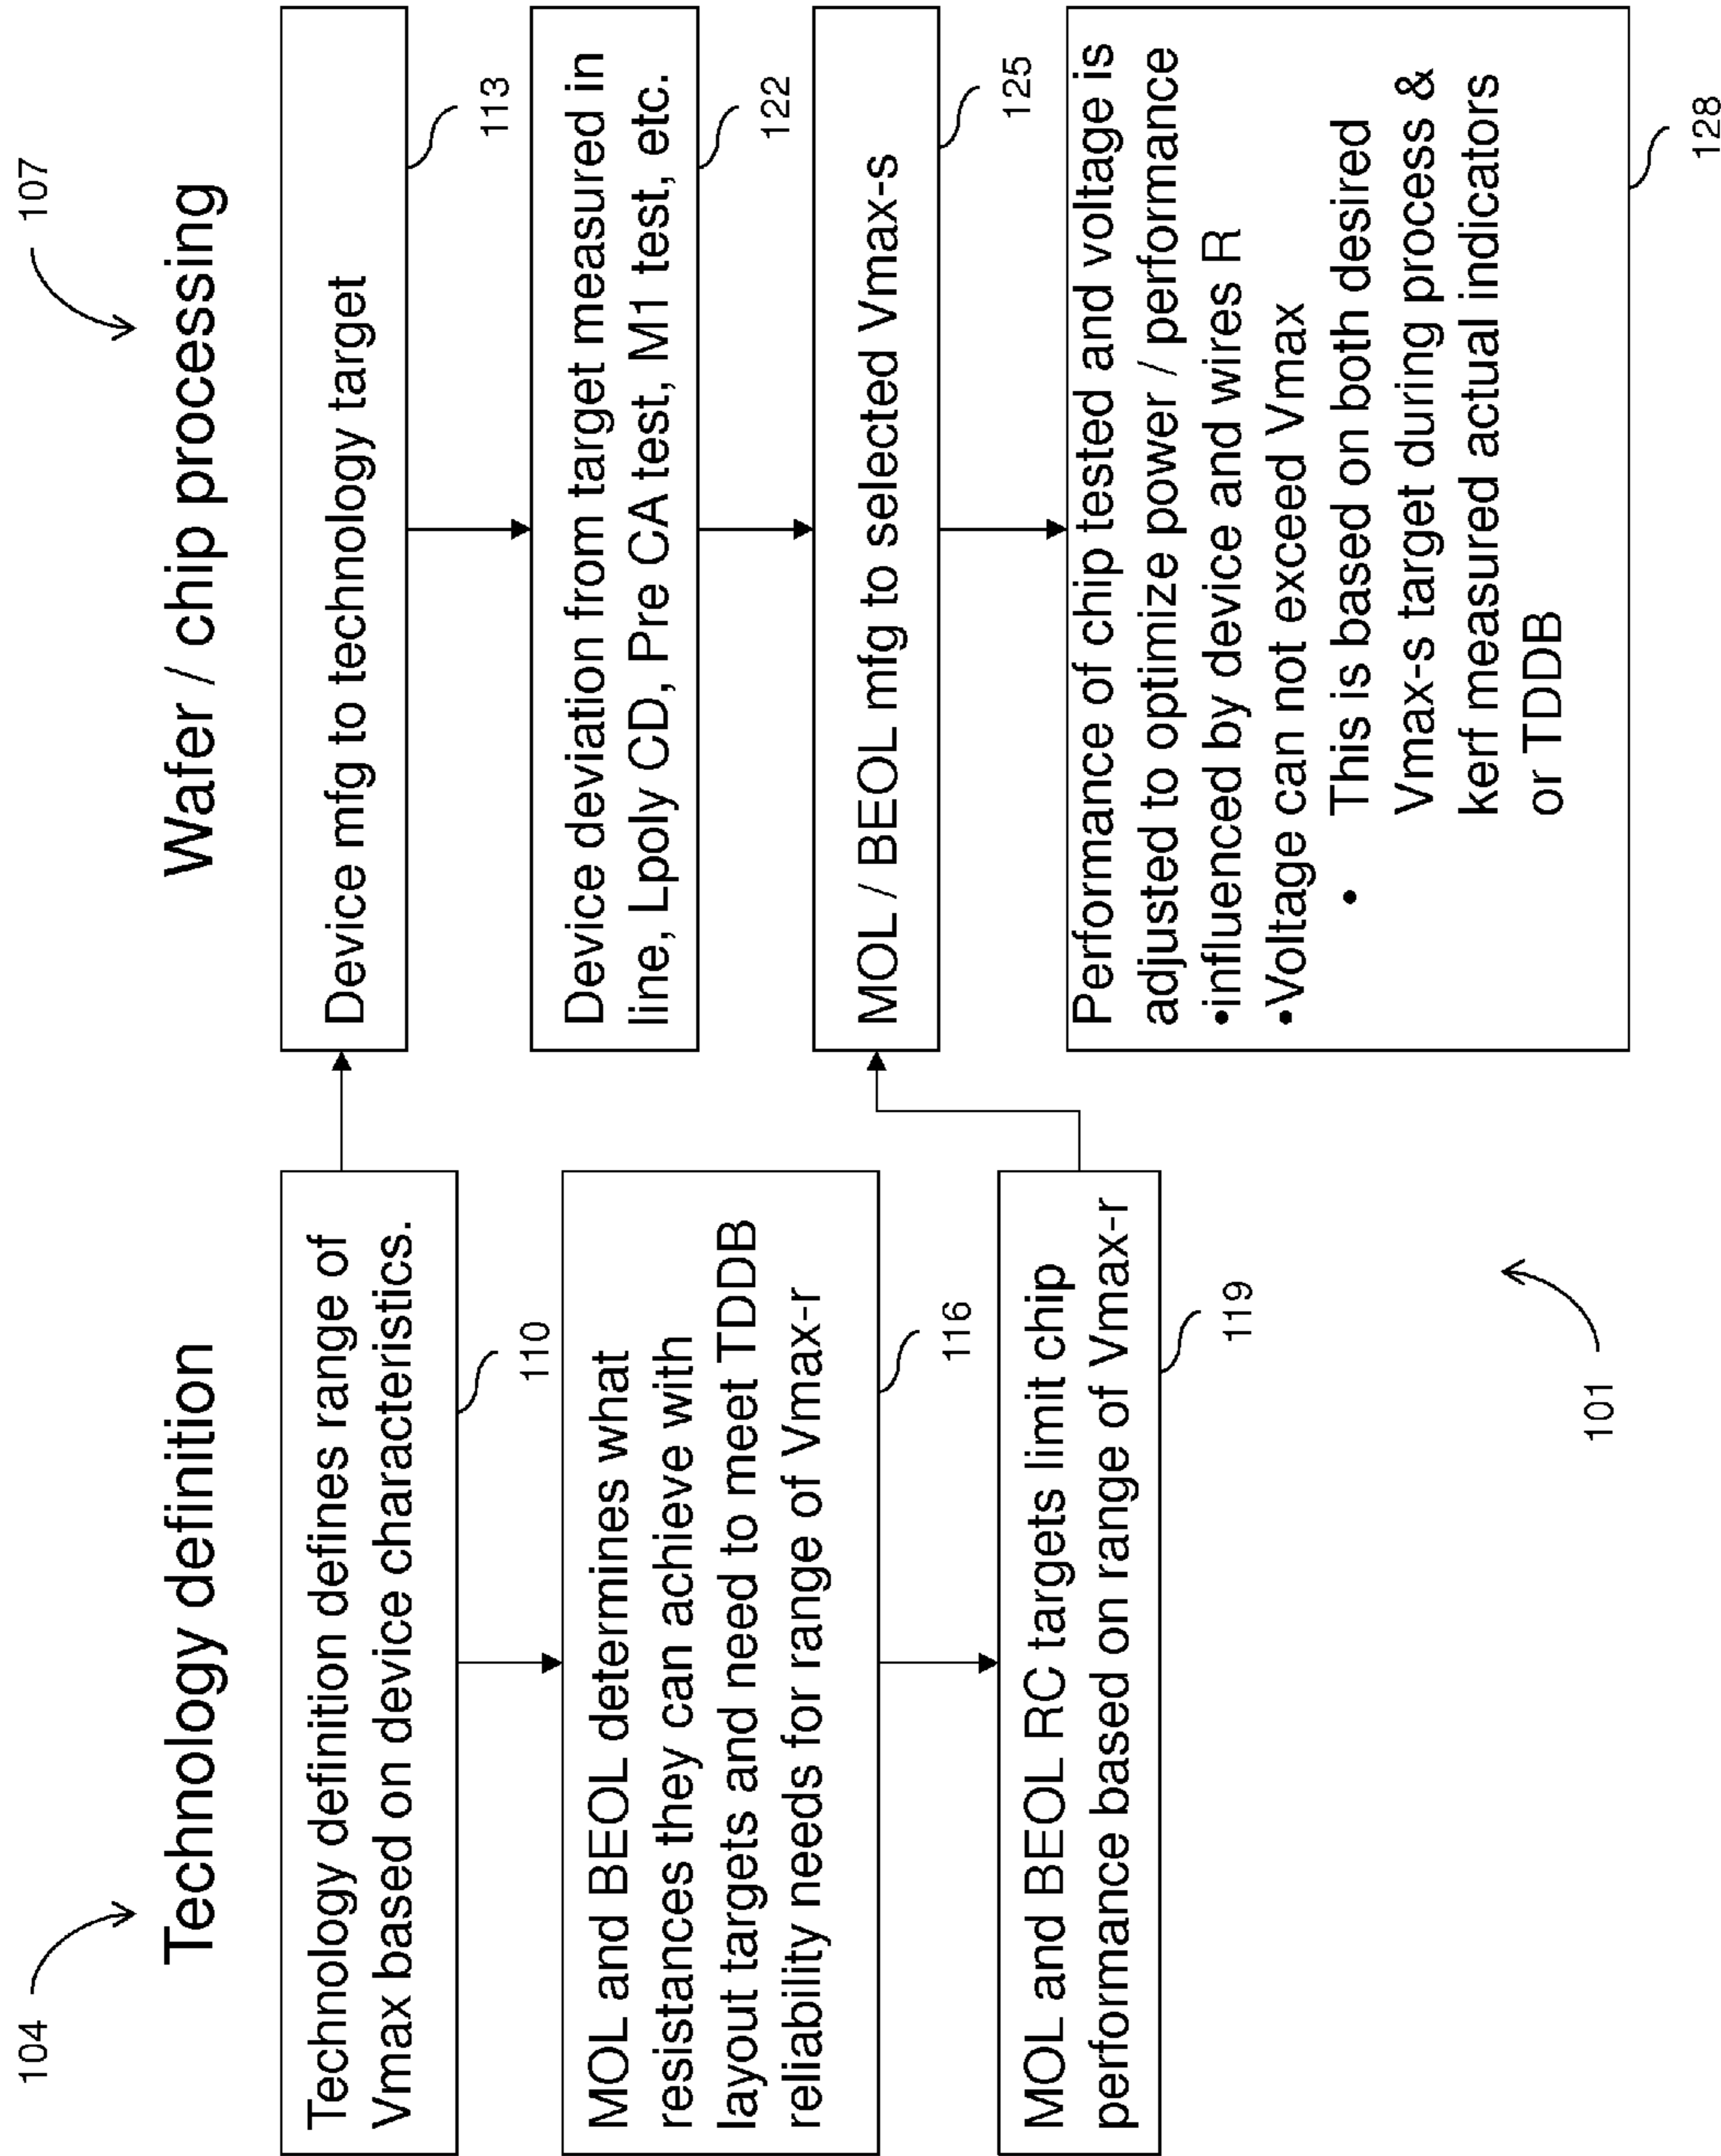 104
Technology definition
Technology definition defines range of
Vmax based on device characteristics.
110
MOL and BEOL determines what
resistances they can achieve with
layout targets and need to meet TDDB
reliability needs for range of Vmax-r
116
MOL and BEOL RC targets limit chip
performance based on range of Vmax-r
119
101
107
Wafer / chip processing
Device mfg to technology target
113
Device deviation from target measured in
line, Lpoly CD, Pre CA test, M1 test, etc.
122
MOL / BEOL mfg to selected Vmax-s
125
Performance of chip tested and voltage is
adjusted to optimize power / performance
•influenced by device and wires R
•Voltage can not exceed Vmax
• This is based on both desired
Vmax-s target during process &
kerf measured actual indicators
or TDDB
128